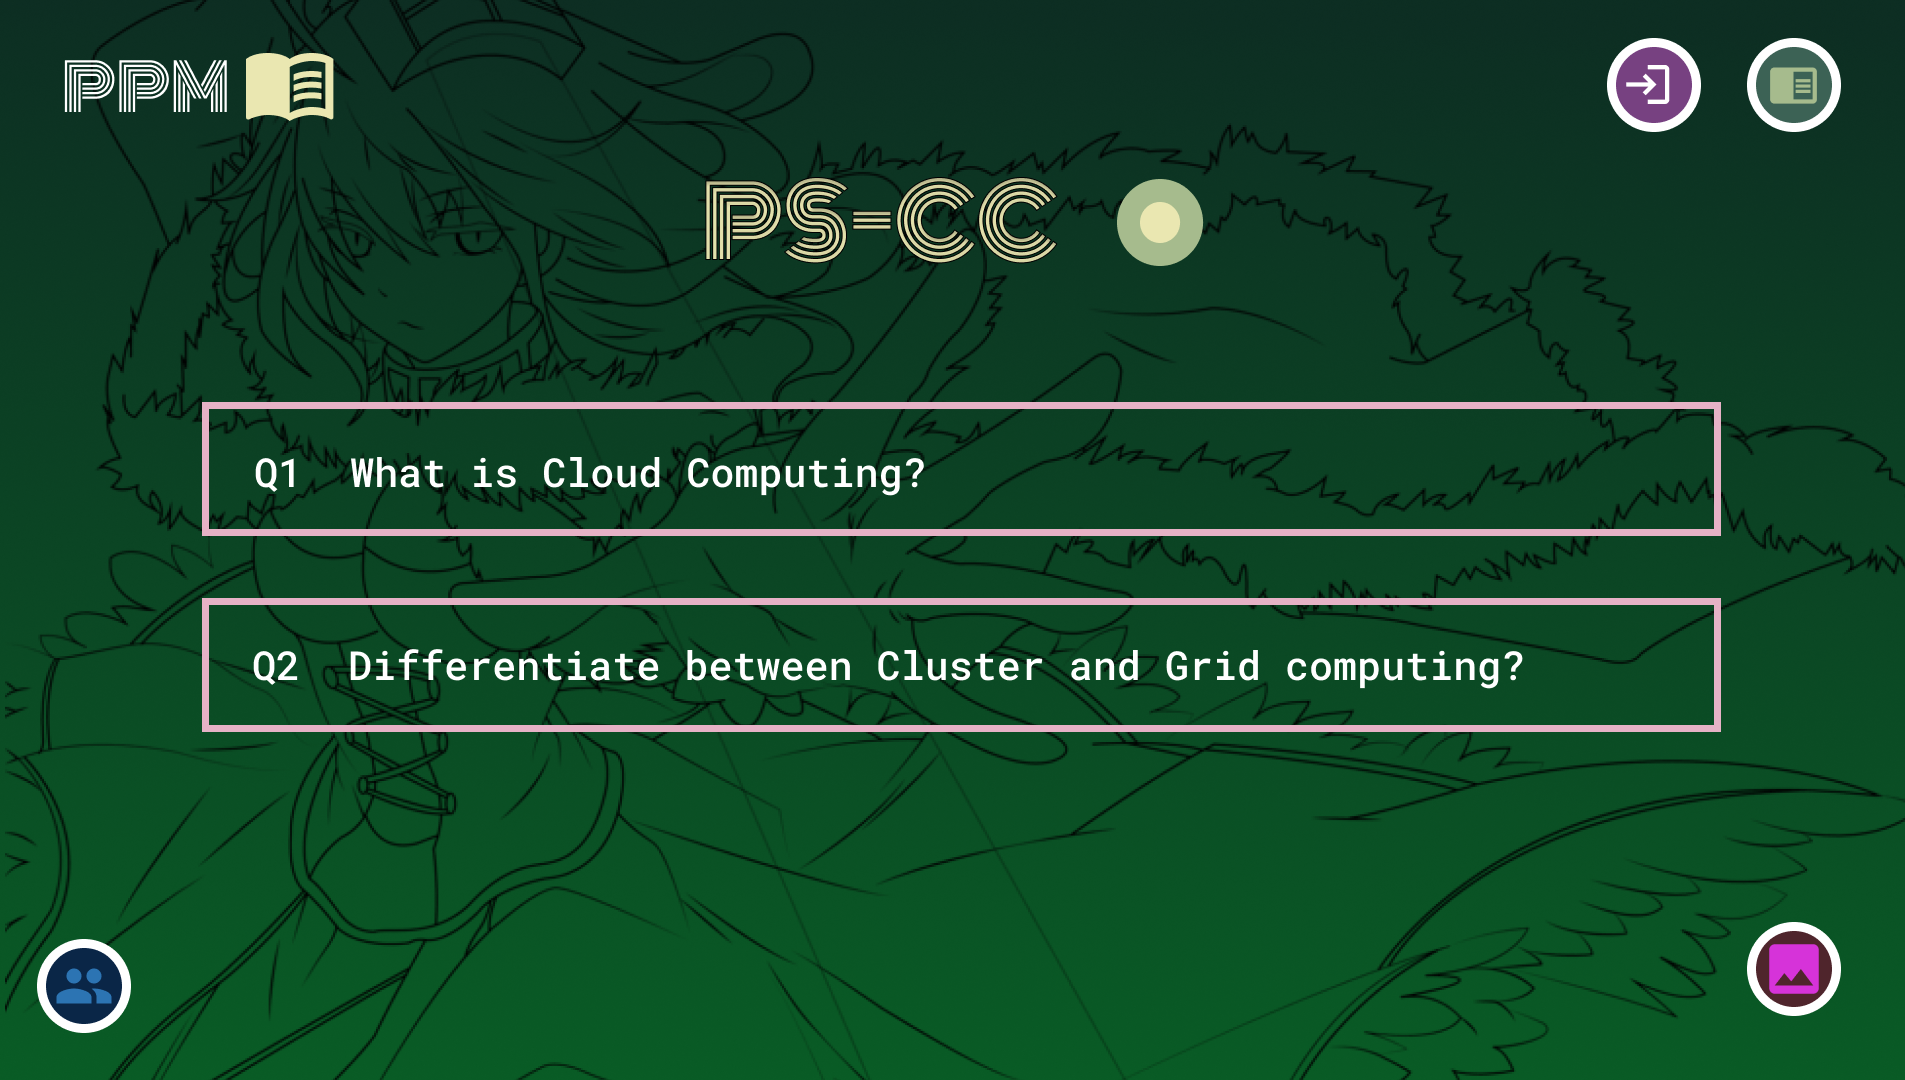 PPM
PS-CC
Q1 What is Cloud Computing?
Q2 Differentiate between Cluster and Grid computing?